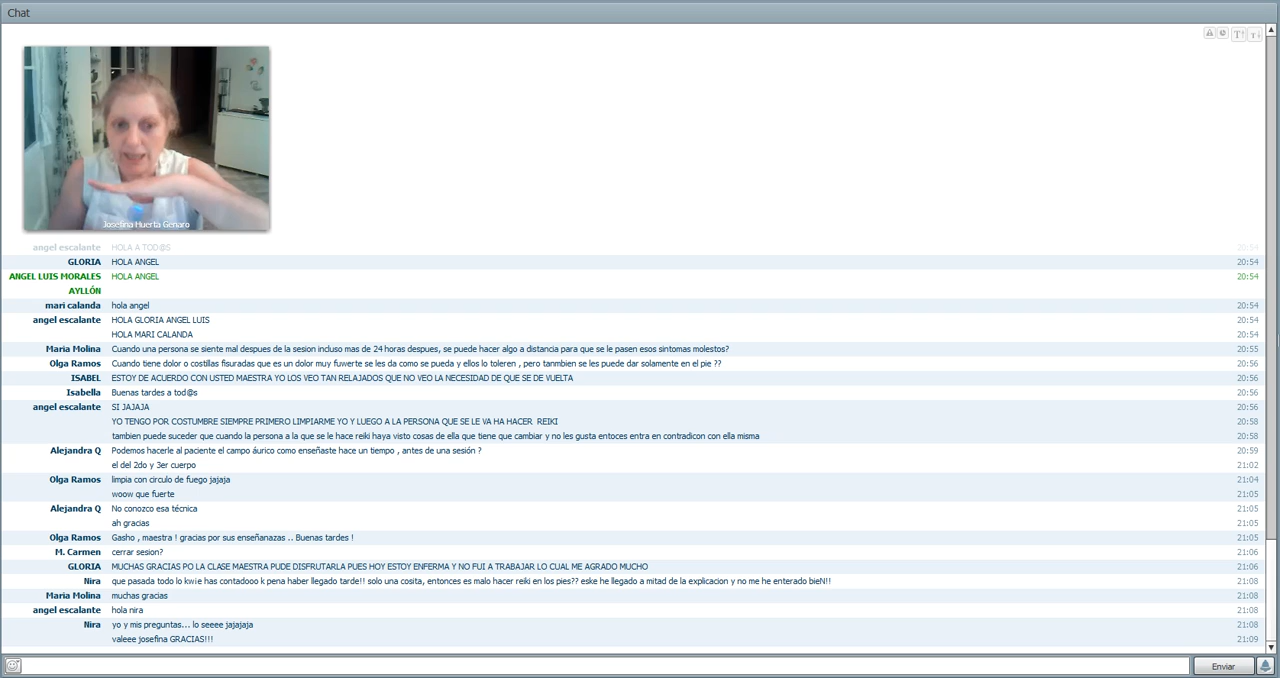 Chat
T↑ T↓
Josefina Huerta Genaro
angel escalante HOLA A TOD@S 20:54
GLORIA HOLA ANGEL 20:54
ANGEL LUIS MORALES HOLA ANGEL 20:54
AYLLÓN
mari calanda hola angel 20:54
angel escalante HOLA GLORIA ANGEL LUIS 20:54
HOLA MARI CALANDA 20:54
Maria Molina Cuando una persona se siente mal despues de la sesion incluso mas de 24 horas despues, se puede hacer algo a distancia para que se le pasen esos sintomas molestos? 20:55
Olga Ramos Cuando tiene dolor o costillas fisuradas que es un dolor muy fuwerte se les da como se pueda y ellos lo toleren , pero tanmbien se les puede dar solamente en el pie ?? 20:56
ISABEL ESTOY DE ACUERDO CON USTED MAESTRA YO LOS VEO TAN RELAJADOS QUE NO VEO LA NECESIDAD DE QUE SE DE VUELTA 20:56
Isabella Buenas tardes a tod@s 20:56
angel escalante SI JAJAJA 20:56
YO TENGO POR COSTUMBRE SIEMPRE PRIMERO LIMPIARME YO Y LUEGO A LA PERSONA QUE SE LE VA HA HACER REIKI 20:58
tambien puede suceder que cuando la persona a la que se le hace reiki haya visto cosas de ella que tiene que cambiar y no les gusta entoces entra en contradicon con ella misma 20:58
Alejandra Q Podemos hacerle al paciente el campo áurico como enseñaste hace un tiempo , antes de una sesión ? 20:59
el del 2do y 3er cuerpo 21:02
Olga Ramos limpia con circulo de fuego jajaja 21:04
woow que fuerte 21:05
Alejandra Q No conozco esa técnica 21:05
ah gracias 21:05
Olga Ramos Gasho , maestra ! gracias por sus enseñanazas .. Buenas tardes ! 21:05
M. Carmen cerrar sesion? 21:06
GLORIA MUCHAS GRACIAS PO LA CLASE MAESTRA PUDE DISFRUTARLA PUES HOY ESTOY ENFERMA Y NO FUI A TRABAJAR LO CUAL ME AGRADO MUCHO 21:06
Nira que pasada todo lo kwie has contadooo k pena haber llegado tarde!! solo una cosita, entonces es malo hacer reiki en los pies?? eske he llegado a mitad de la explicacion y no me he enterado bieN!! 21:08
Maria Molina muchas gracias 21:08
angel escalante hola nira 21:08
Nira yo y mis preguntas... lo seeee jajajaja 21:08
valeee josefina GRACIAS!!! 21:09
Enviar